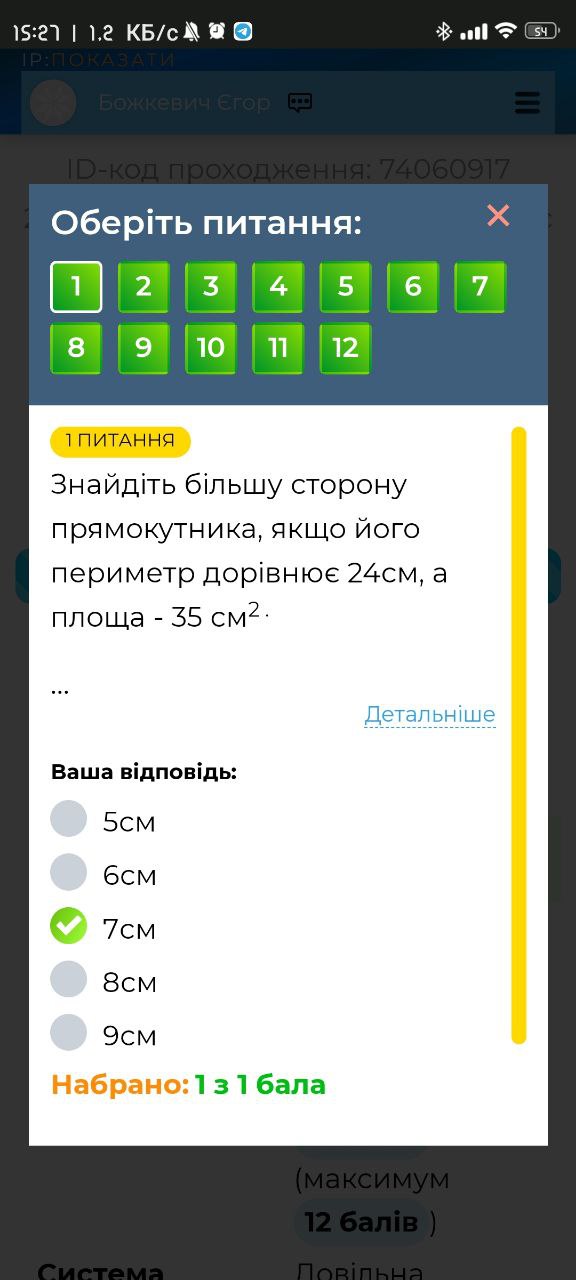 15:27 | 1,2 КБ/с
54
IP:ПОКАЗАТИ
Божкевич Єгор
ID-код проходження: 74060917
Оберіть питання:
1 2 3 4 5 6 7
8 9 10 11 12
1 ПИТАННЯ
Знайдіть більшу сторону
прямокутника, якщо його
периметр дорівнює 24см, а
площа - 35 см² .
...
Детальніше
Ваша відповідь:
5см
6см
7см
8см
9см
Набрано: 1 з 1 бала
(максимум
12 балів )
Система
Довільна